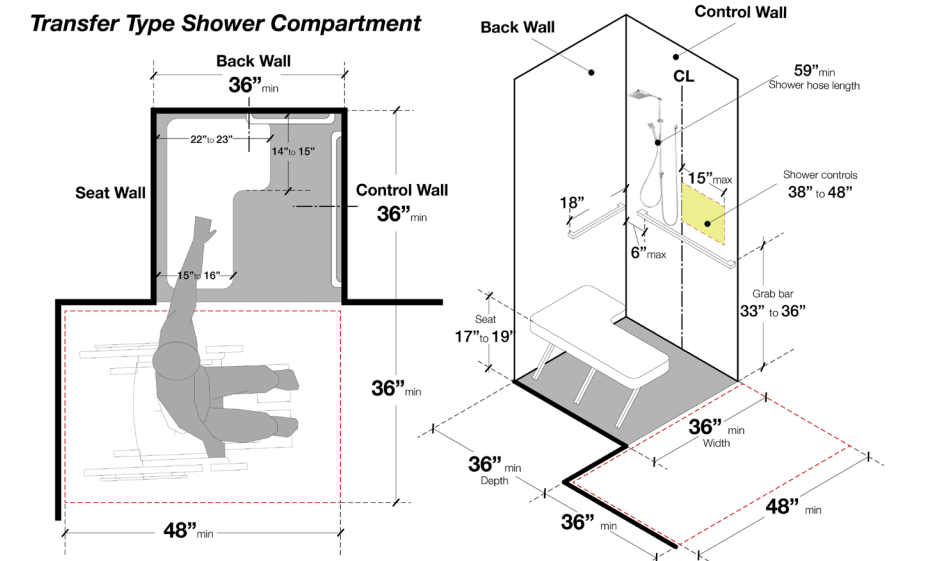 Transfer Type Shower Compartment
Back Wall
36” min
22”to 23”
14”to 15”
Seat Wall
Control Wall
36” min
15”to 16”
36” min
48” min
Back Wall
Control Wall
CL
59”min
Shower hose length
15”max
Shower controls
38” to 48”
18”
6”max
Grab bar
33” to 36”
Seat
17”to 19”
36” min
Width
36” min
Depth
36” min
48” min